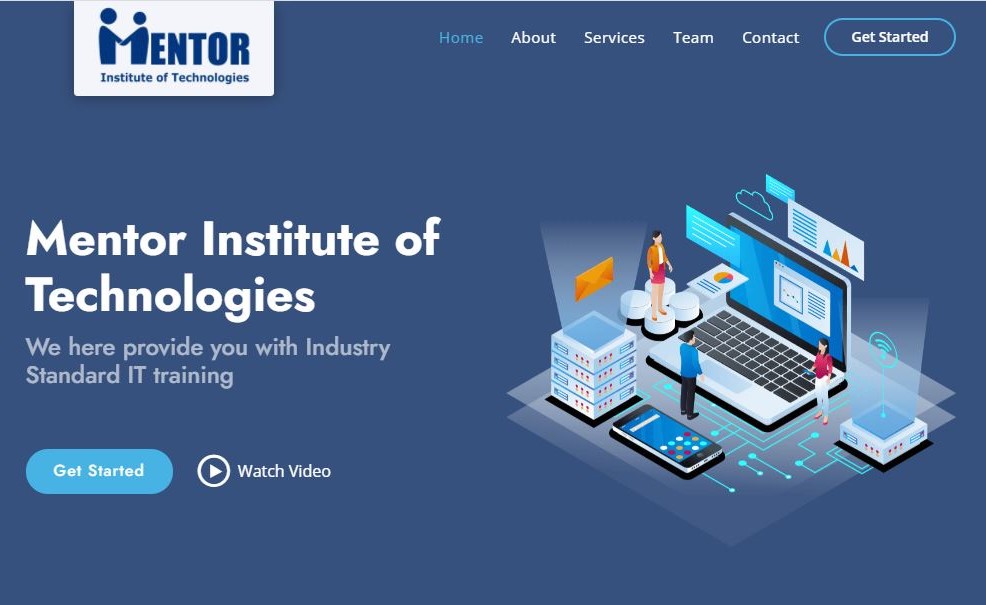 MENTOR
Institute of Technologies
Home About Services Team Contact Get Started
Mentor Institute of
Technologies
We here provide you with Industry
Standard IT training
Get Started Watch Video